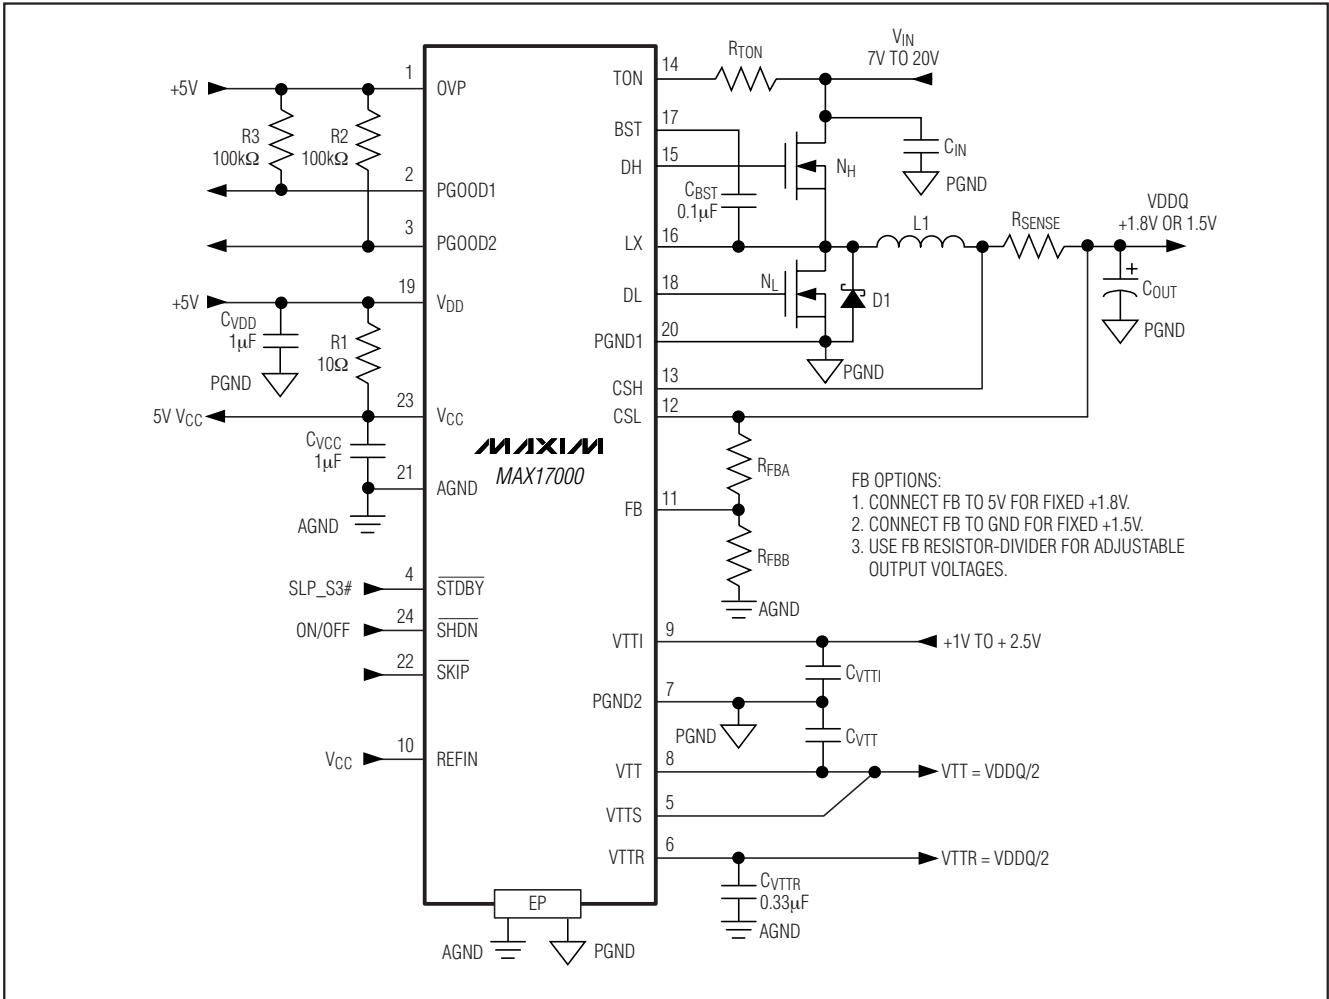 +5V
1
OVP
R3
100kΩ
R2
100kΩ
2
PGOOD1
3
PGOOD2
+5V
19
VDD
CVDD
1µF
PGND
R1
10Ω
5V VCC
23
VCC
CVCC
1µF
21
AGND
AGND
SLP_S3#
4
STDBY
ON/OFF
24
SHDN
22
SKIP
VCC
10
REFIN
MAXIM
MAX17000
EP
AGND
PGND
TON
14
RTON
VIN
7V TO 20V
BST
17
DH
15
NH
CIN
PGND
CBST
0.1µF
LX
16
L1
RSENSE
VDDQ
+1.8V OR 1.5V
COUT
+
PGND
DL
18
NL
D1
PGND1
20
PGND
CSH
13
CSL
12
RFBA
FB
11
RFBB
AGND
FB OPTIONS:
1. CONNECT FB TO 5V FOR FIXED +1.8V.
2. CONNECT FB TO GND FOR FIXED +1.5V.
3. USE FB RESISTOR-DIVIDER FOR ADJUSTABLE
OUTPUT VOLTAGES.
VTTI
9
+1V TO + 2.5V
CVTTI
PGND2
7
PGND
CVTT
VTT
8
VTT = VDDQ/2
VTTS
5
VTTR
6
VTTR = VDDQ/2
CVTTR
0.33µF
AGND